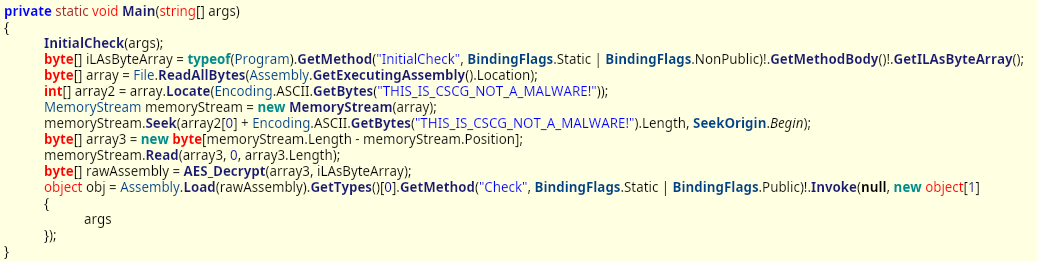 private static void Main(string[] args)
{
InitialCheck(args);
byte[] iLAsByteArray = typeof(Program).GetMethod("InitialCheck", BindingFlags.Static | BindingFlags.NonPublic)!.GetMethodBody()!.GetILAsByteArray();
byte[] array = File.ReadAllBytes(Assembly.GetExecutingAssembly().Location);
int[] array2 = array.Locate(Encoding.ASCII.GetBytes("THIS_IS_CSCG_NOT_A_MALWARE!"));
MemoryStream memoryStream = new MemoryStream(array);
memoryStream.Seek(array2[0] + Encoding.ASCII.GetBytes("THIS_IS_CSCG_NOT_A_MALWARE!").Length, SeekOrigin.Begin);
byte[] array3 = new byte[memoryStream.Length - memoryStream.Position];
memoryStream.Read(array3, 0, array3.Length);
byte[] rawAssembly = AES_Decrypt(array3, iLAsByteArray);
object obj = Assembly.Load(rawAssembly).GetTypes()[0].GetMethod("Check", BindingFlags.Static | BindingFlags.Public)!.Invoke(null, new object[1]
{
args
});
}